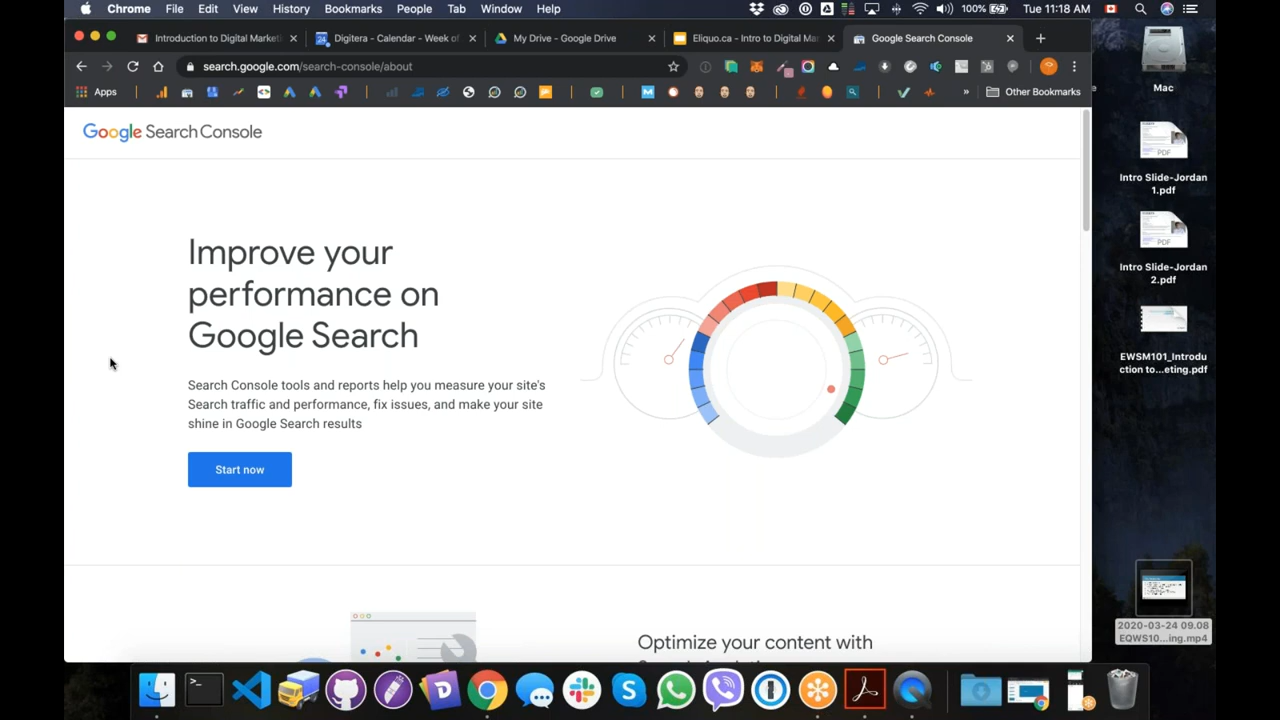 Chrome File Edit View History Bookmarks People Tab Window Help 100% Tue 11:18 AM
Introduction to Digital Market Digitera - Calendar - Week of My Drive - Google Drive Eliquo.ca - Intro to Digital Ma Google Search Console
search.google.com/search-console/about
Apps Other Bookmarks
Google Search Console
Improve your
performance on
Google Search
Search Console tools and reports help you measure your site's
Search traffic and performance, fix issues, and make your site
shine in Google Search results
Start now
Optimize your content with
Mac
PDF
Intro Slide-Jordan
1.pdf
PDF
Intro Slide-Jordan
2.pdf
EWSM101_Introdu
ction to...eting.pdf
2020-03-24 09.08
EQWS10...ing.mp4